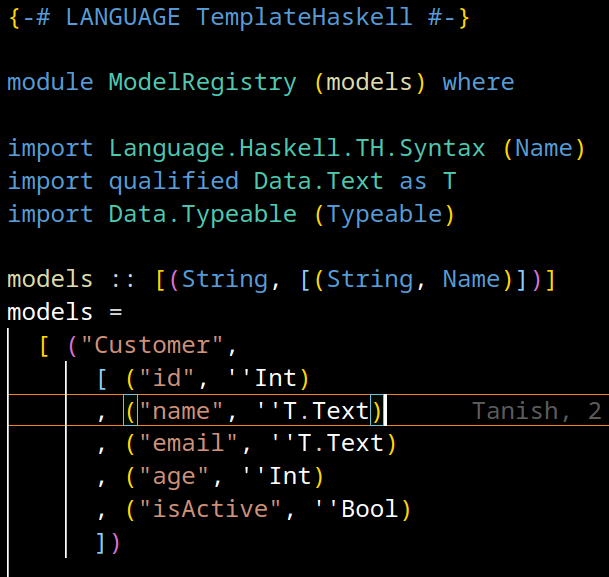 {-# LANGUAGE TemplateHaskell #-}
module ModelRegistry (models) where
import Language.Haskell.TH.Syntax (Name)
import qualified Data.Text as T
import Data.Typeable (Typeable)
models :: [(String, [(String, Name)])]
models =
[ ("Customer",
[ ("id", ''Int)
, ("name", ''T.Text) Tanish, 2
, ("email", ''T.Text)
, ("age", ''Int)
, ("isActive", ''Bool)
])